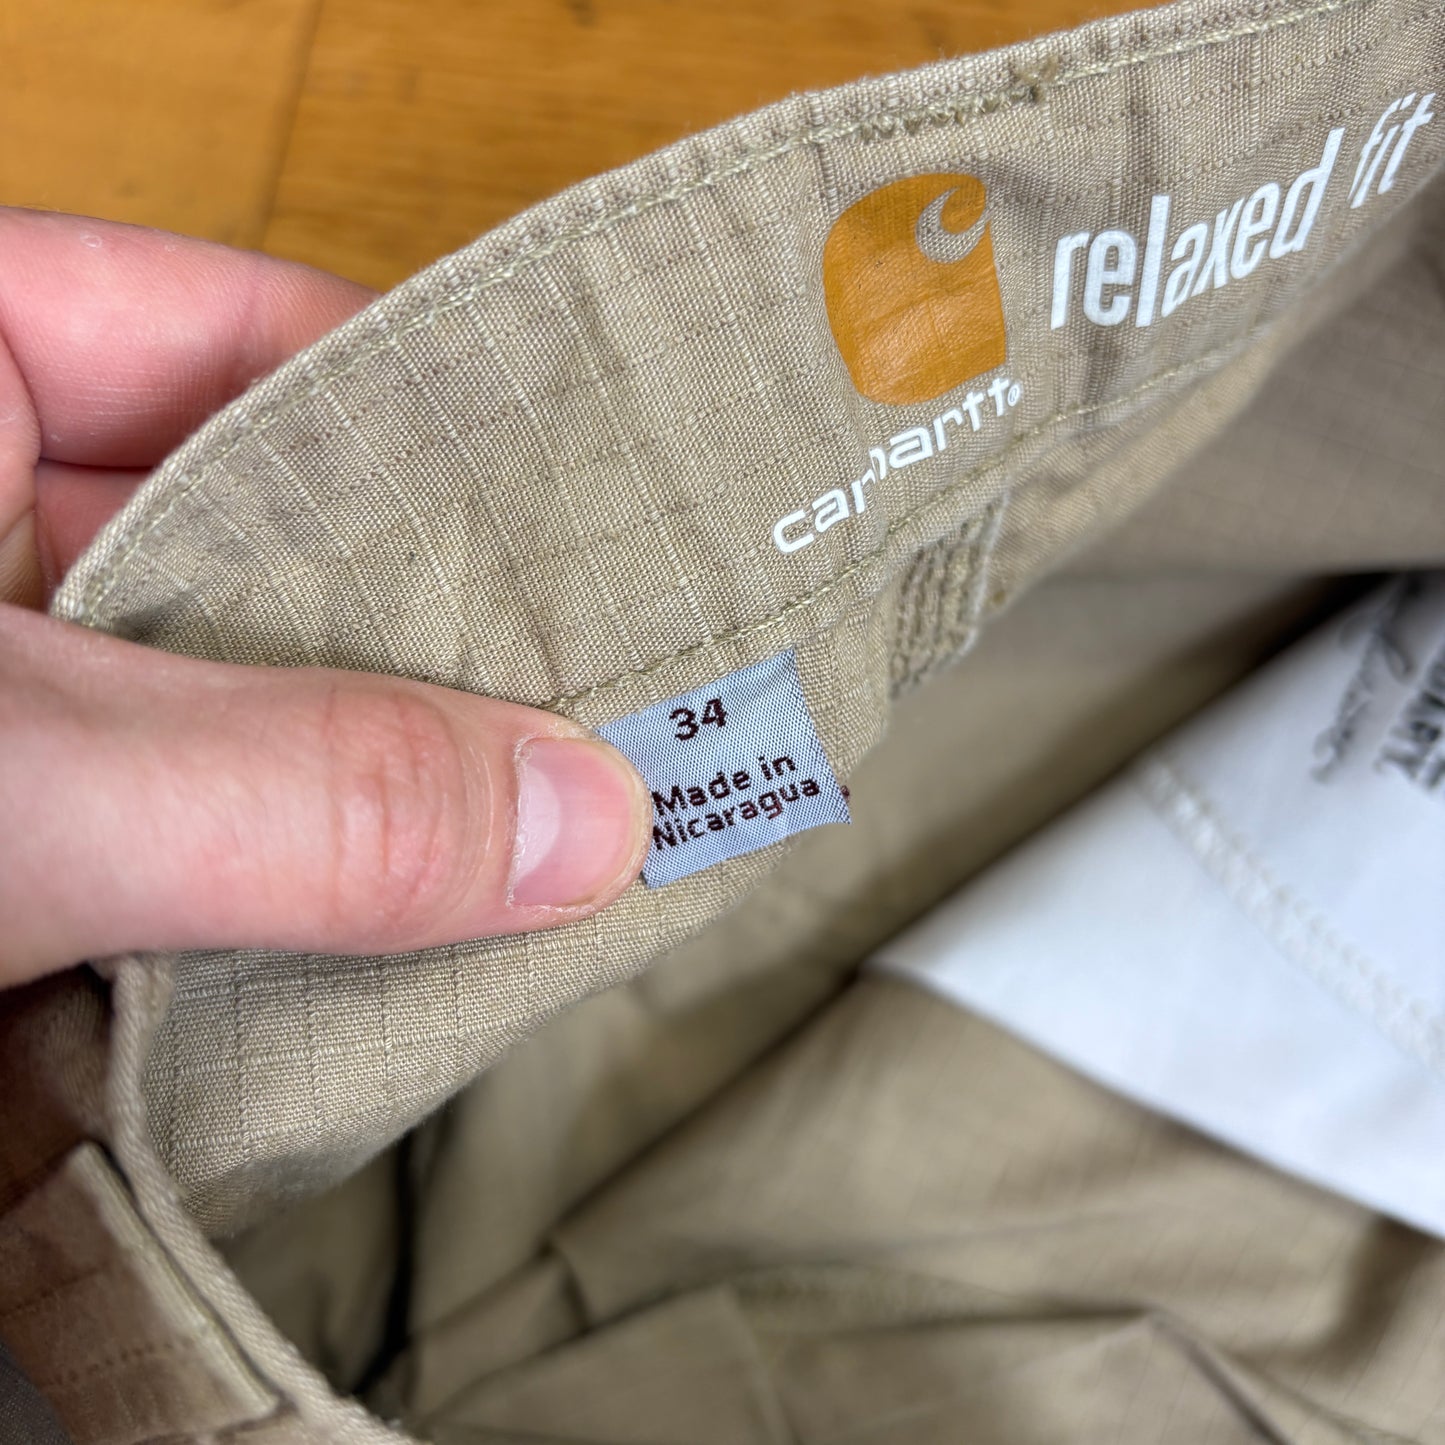 relaxed fit
carhartt®
34
Made in
Nicaragua